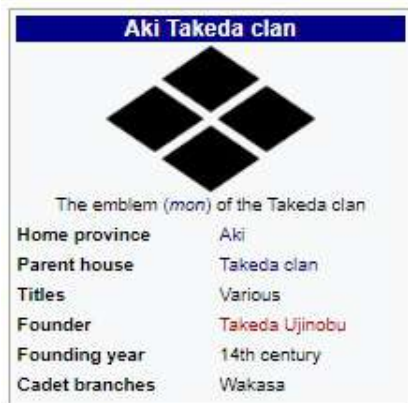 Aki Takeda clan
The emblem (mon) of the Takeda clan
Home province Aki
Parent house Takeda clan
Titles Various
Founder Takeda Ujinobu
Founding year 14th century
Cadet branches Wakasa